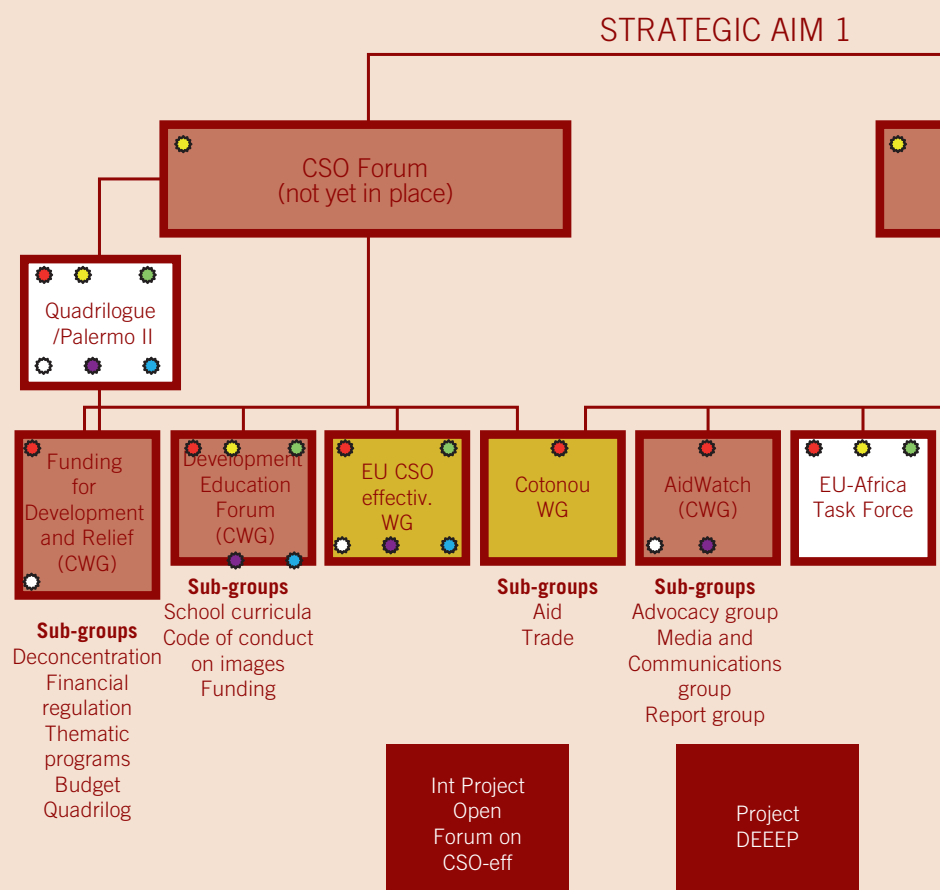 STRATEGIC AIM 1
CSO Forum
(not yet in place)
Quadrilogue
/Palermo II
Funding
for
Development
and Relief
(CWG)
Development
Education
Forum
(CWG)
EU CSO
effectiv.
WG
Cotonou
WG
AidWatch
(CWG)
EU-Africa
Task Force
Sub-groups
Deconcentration
Financial
regulation
Thematic
programs
Budget
Quadrilog
Sub-groups
School curricula
Code of conduct
on images
Funding
Sub-groups
Aid
Trade
Sub-groups
Advocacy group
Media and
Communications
group
Report group
Int Project
Open
Forum on
CSO-eff
Project
DEEEP